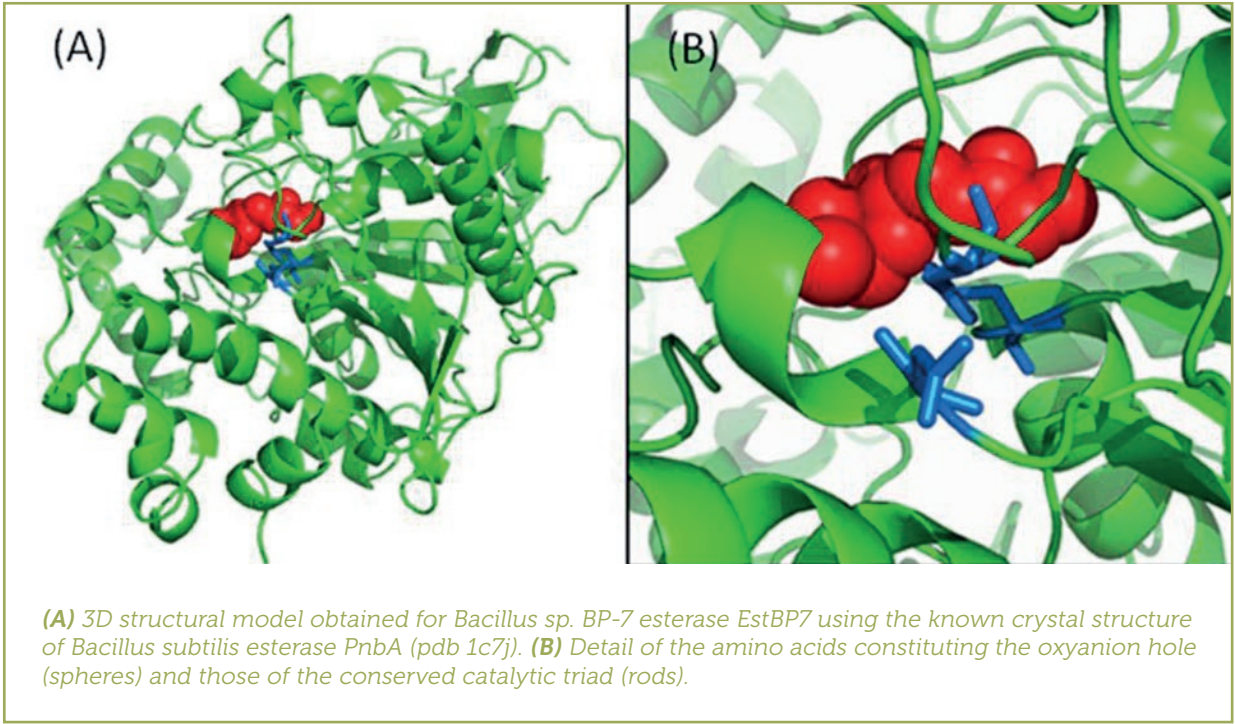 (A)
(B)
(A) 3D structural model obtained for Bacillus sp. BP-7 esterase EstBP7 using the known crystal structure
of Bacillus subtilis esterase PnbA (pdb 1c7j). (B) Detail of the amino acids constituting the oxyanion hole
(spheres) and those of the conserved catalytic triad (rods).